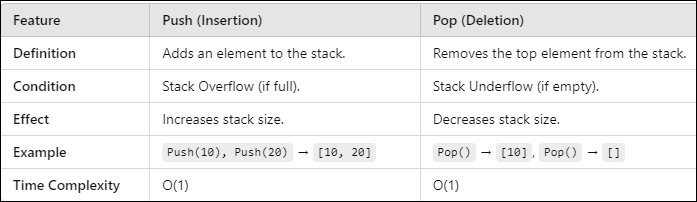 Feature Push (Insertion) Pop (Deletion)
Definition Adds an element to the stack. Removes the top element from the stack.
Condition Stack Overflow (if full). Stack Underflow (if empty).
Effect Increases stack size. Decreases stack size.
Example Push(10), Push(20) → [10, 20] Pop() → [10], Pop() → []
Time Complexity O(1) O(1)